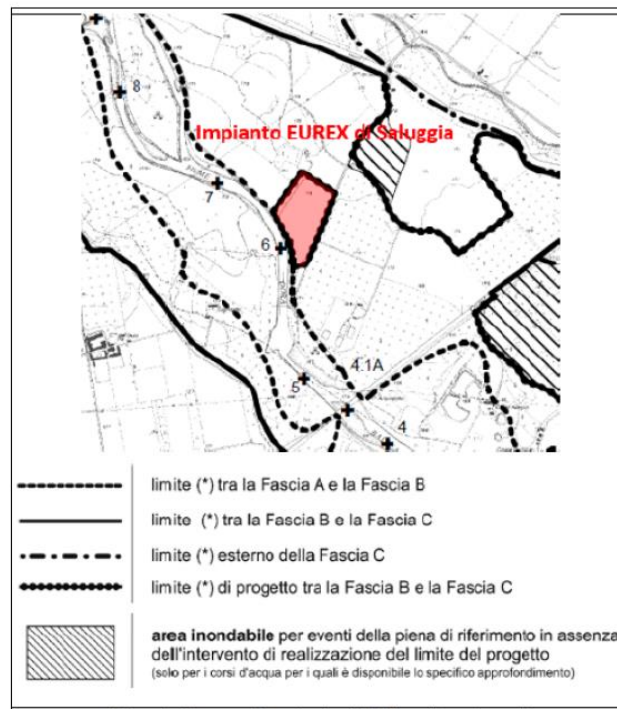 Impianto EUREX di Saluggia
8
7
6
4.1A
5
4
limite (*) tra la Fascia A e la Fascia B
limite (*) tra la Fascia B e la Fascia C
limite (*) esterno della Fascia C
limite (*) di progetto tra la Fascia B e la Fascia C
area inondabile per eventi della piena di riferimento in assenza
dell'intervento di realizzazione del limite del progetto
(solo per i corsi d'acqua per i quali è disponibile lo specifico approfondimento)